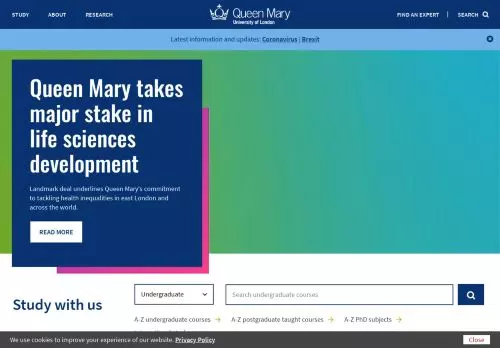 STUDY ABOUT RESEARCH
Queen Mary
University of London
FIND AN EXPERT SEARCH
Latest information and updates: Coronavirus | Brexit
Queen Mary takes
major stake in
life sciences
development
Landmark deal underlines Queen Mary's commitment
to tackling health inequalities in east London and
across the world.
READ MORE
Study with us
Undergraduate
Search undergraduate courses
A-Z undergraduate courses
A-Z postgraduate taught courses
A-Z PhD subjects
We use cookies to improve your experience of our website. Privacy Policy
Close